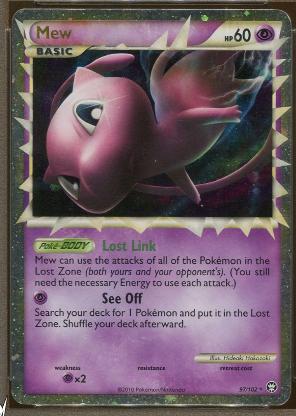 Mew HP 60
BASIC
Poké-BODY Lost Link
Mew can use the attacks of all of the Pokémon in the
Lost Zone (both yours and your opponent's). (You still
need the necessary Energy to use each attack.)
See Off
Search your deck for 1 Pokémon and put it in the
Lost Zone. Shuffle your deck afterward.
Illus. Hideaki Hakozaki
weakness resistance retreat cost
×2
©2010 Pokémon/Nintendo 97/102